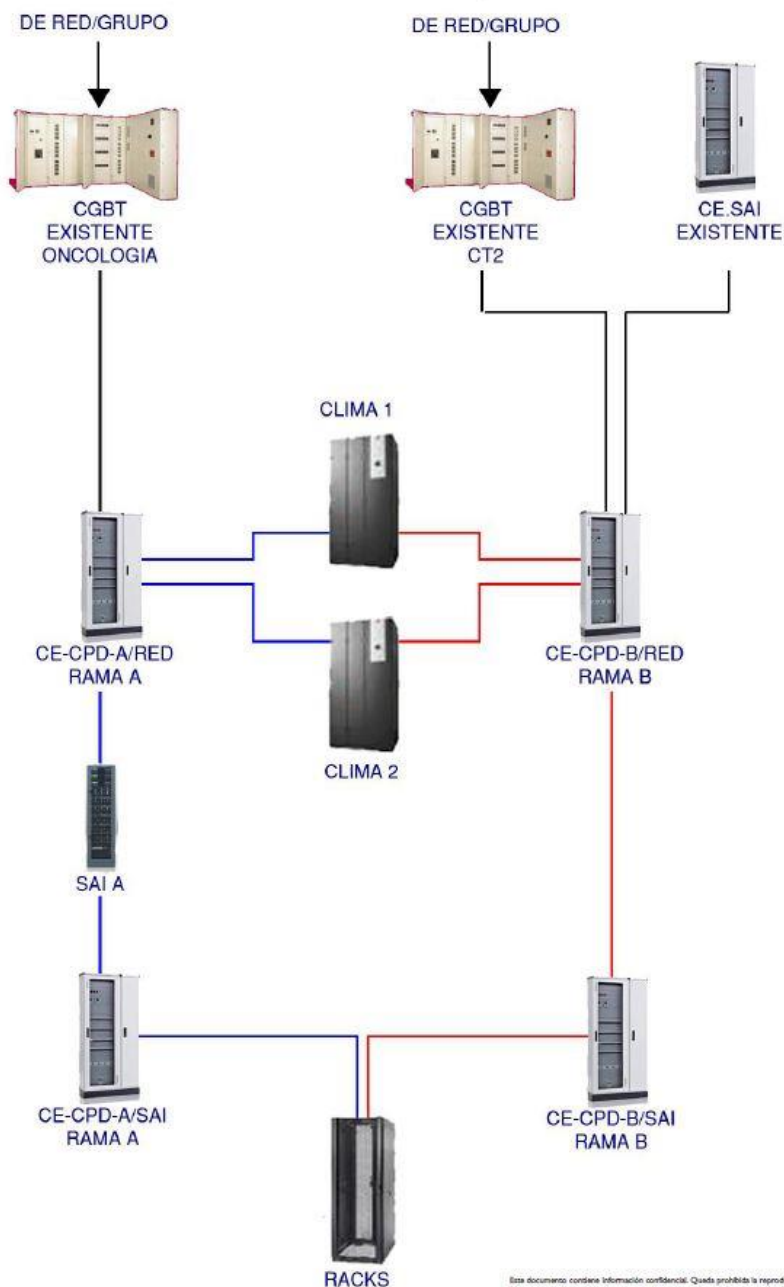 DE RED/GRUPO
DE RED/GRUPO
CGBT
EXISTENTE
ONCOLOGIA
CGBT
EXISTENTE
CT2
CE.SAI
EXISTENTE
CLIMA 1
CE-CPD-A/RED
RAMA A
CE-CPD-B/RED
RAMA B
CLIMA 2
SAI A
CE-CPD-A/SAI
RAMA A
CE-CPD-B/SAI
RAMA B
RACKS
Este documento contiene información confidencial. Queda prohibida la